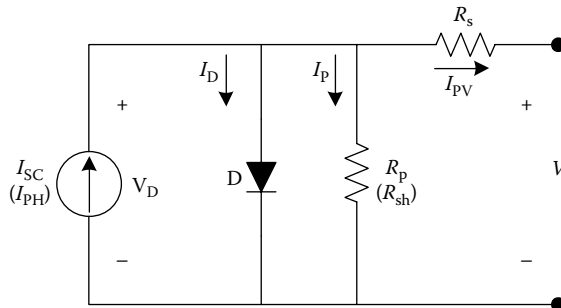 R_s
I_D
I_P
I_PV
+
+
I_SC
(I_PH)
V_D
D
R_p
(R_sh)
V
−
−